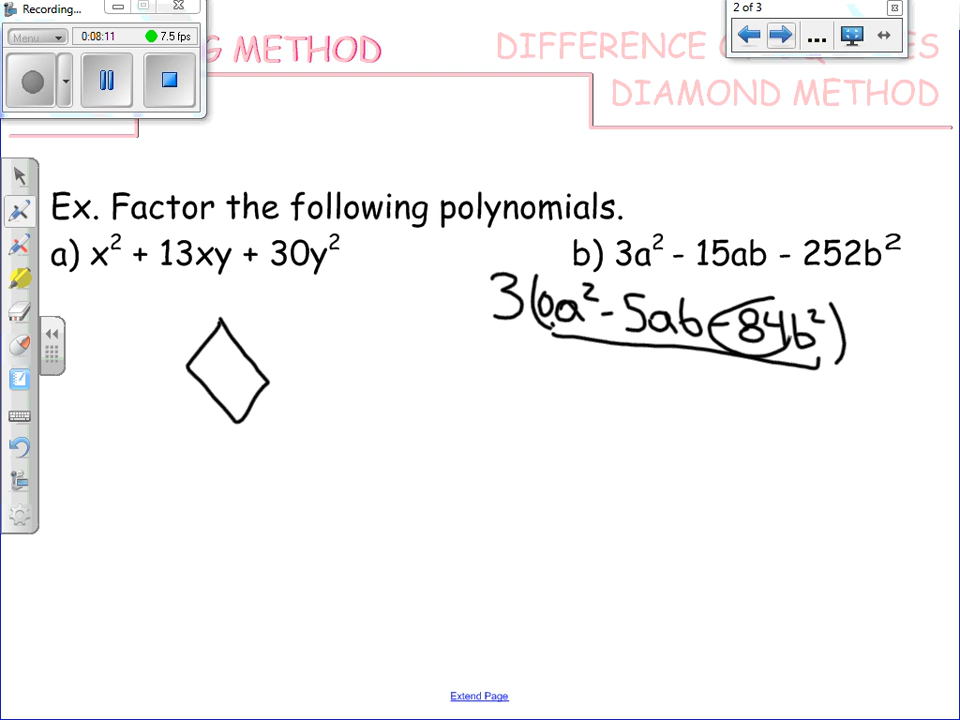 Recording...
2 of 3
Menu
0:08:11
7.5 fps
G METHOD
DIFFERENCE
DIAMOND METHOD
...
Ex. Factor the following polynomials.
a) x² + 13xy + 30y²
b) 3a² - 15ab - 252b²
3(a² - 5ab - 84b²)
Extend Page